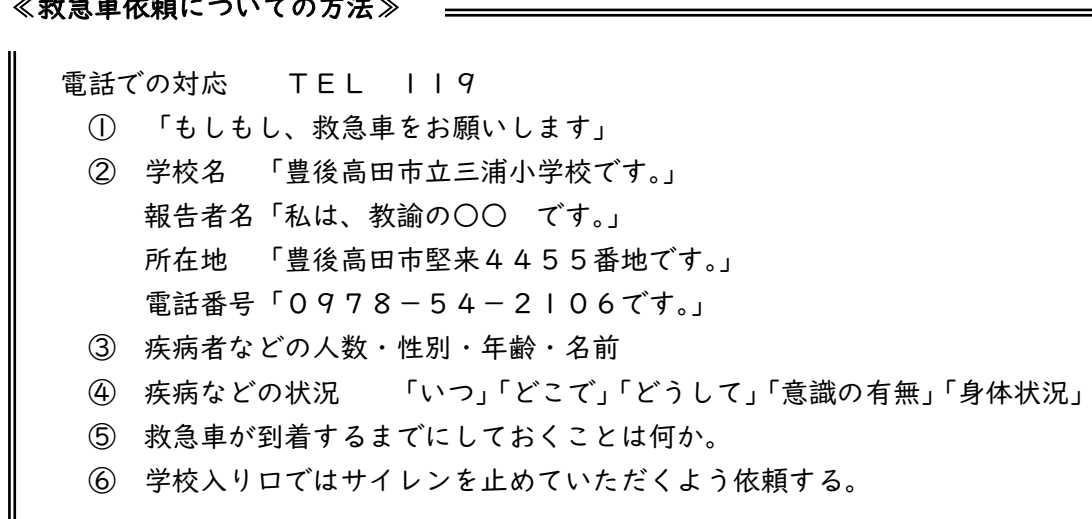 ≪救急車依頼についての方法≫
電話での対応　　ＴＥＬ　１１９
①　「もしもし、救急車をお願いします」
②　学校名　「豊後高田市立三浦小学校です。」
報告者名「私は、教諭の〇〇　です。」
所在地　「豊後高田市堅来４４５５番地です。」
電話番号「０９７８－５４－２１０６です。」
③　疾病者などの人数・性別・年齢・名前
④　疾病などの状況　　「いつ」「どこで」「どうして」「意識の有無」「身体状況」
⑤　救急車が到着するまでにしておくことは何か。
⑥　学校入り口ではサイレンを止めていただくよう依頼する。